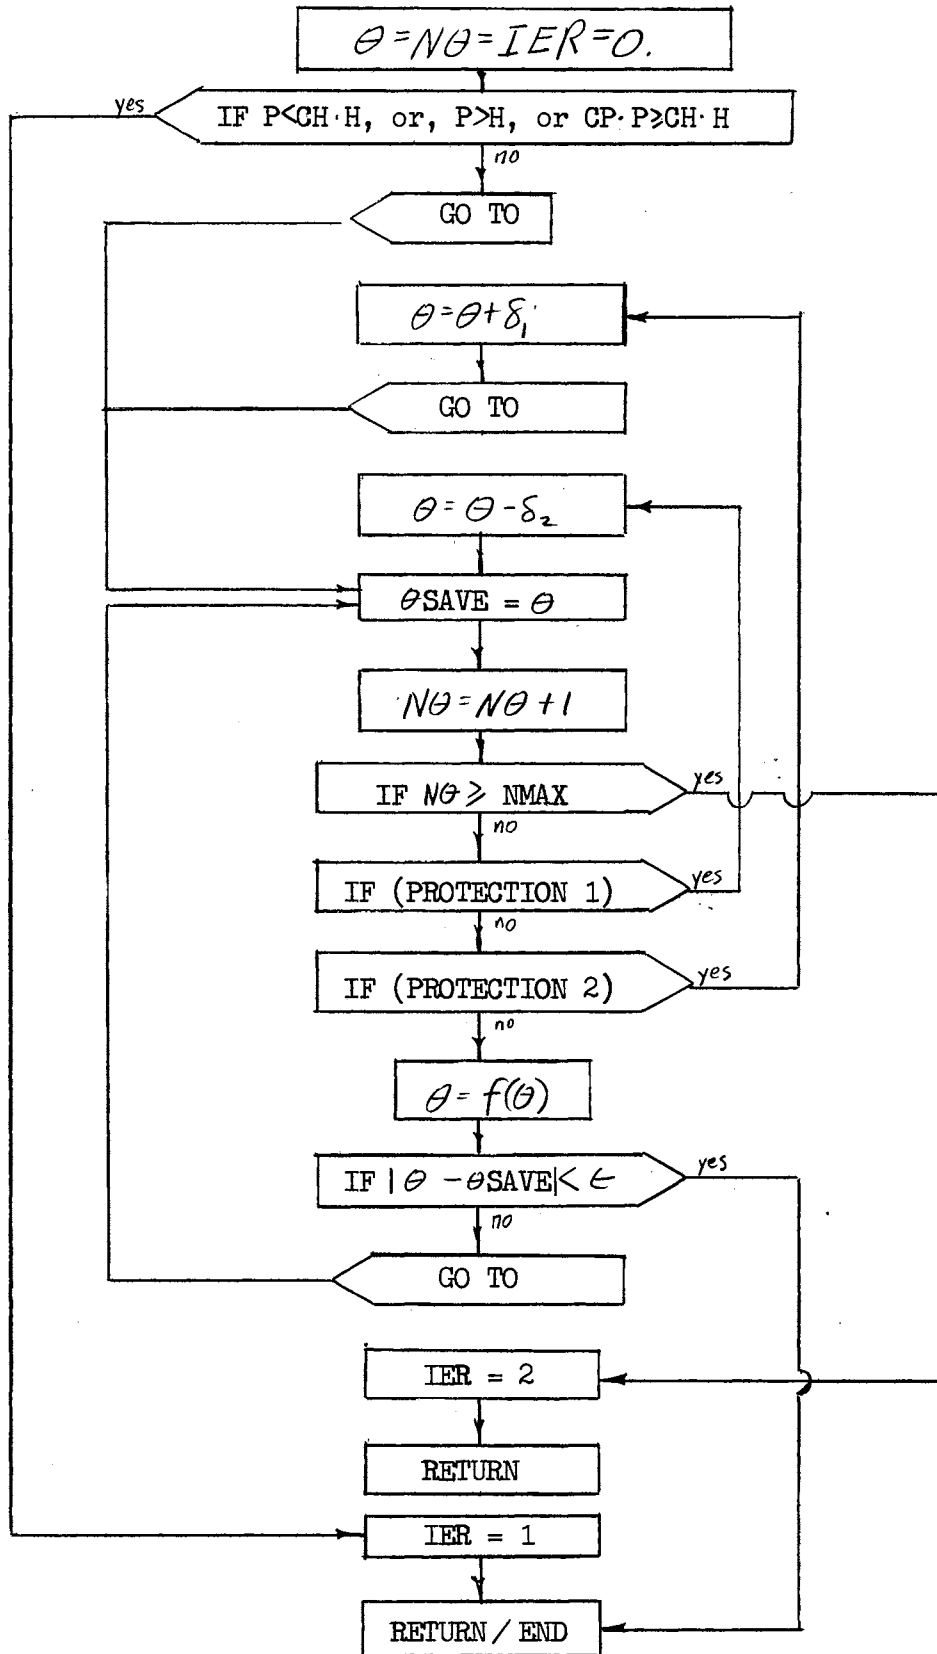 θ = Nθ = IER = 0.
yes
IF P<CH·H, or, P>H, or CP·P≥CH·H
no
GO TO
θ = θ + δ₁
GO TO
θ = θ - δ₂
θSAVE = θ
Nθ = Nθ + 1
IF Nθ ≥ NMAX
yes
no
IF (PROTECTION 1)
yes
no
IF (PROTECTION 2)
yes
no
θ = f(θ)
IF |θ - θSAVE| < ϵ
yes
no
GO TO
IER = 2
RETURN
IER = 1
RETURN / END